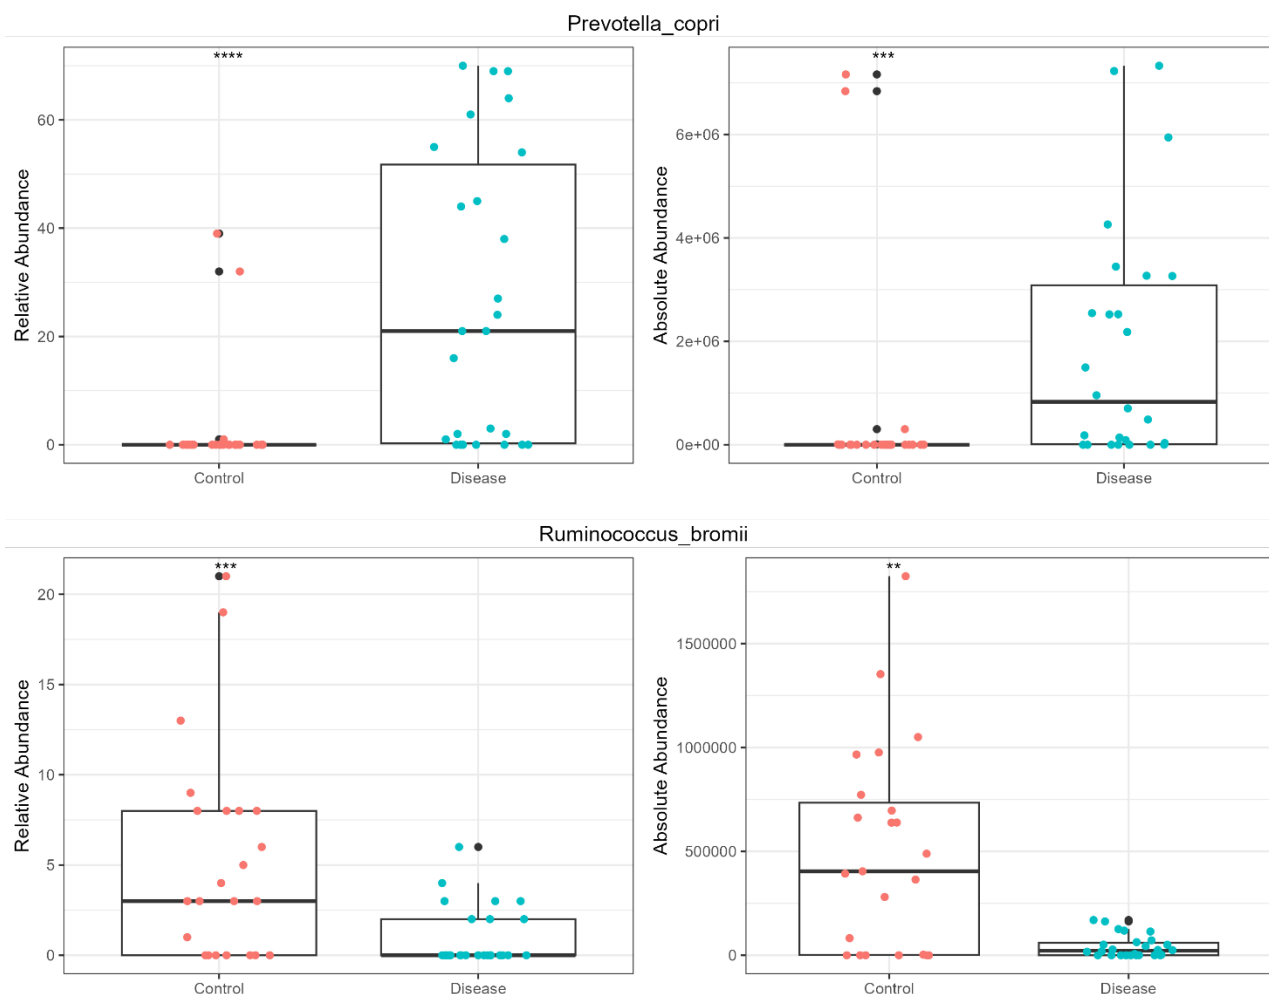 Prevotella_copri
Relative Abundance
60
40
20
0
****
Control
Disease
Absolute Abundance
6e+06
4e+06
2e+06
0e+00
***
Control
Disease
Ruminococcus_bromii
Relative Abundance
20
15
10
5
0
***
Control
Disease
Absolute Abundance
1500000
1000000
500000
0
**
Control
Disease